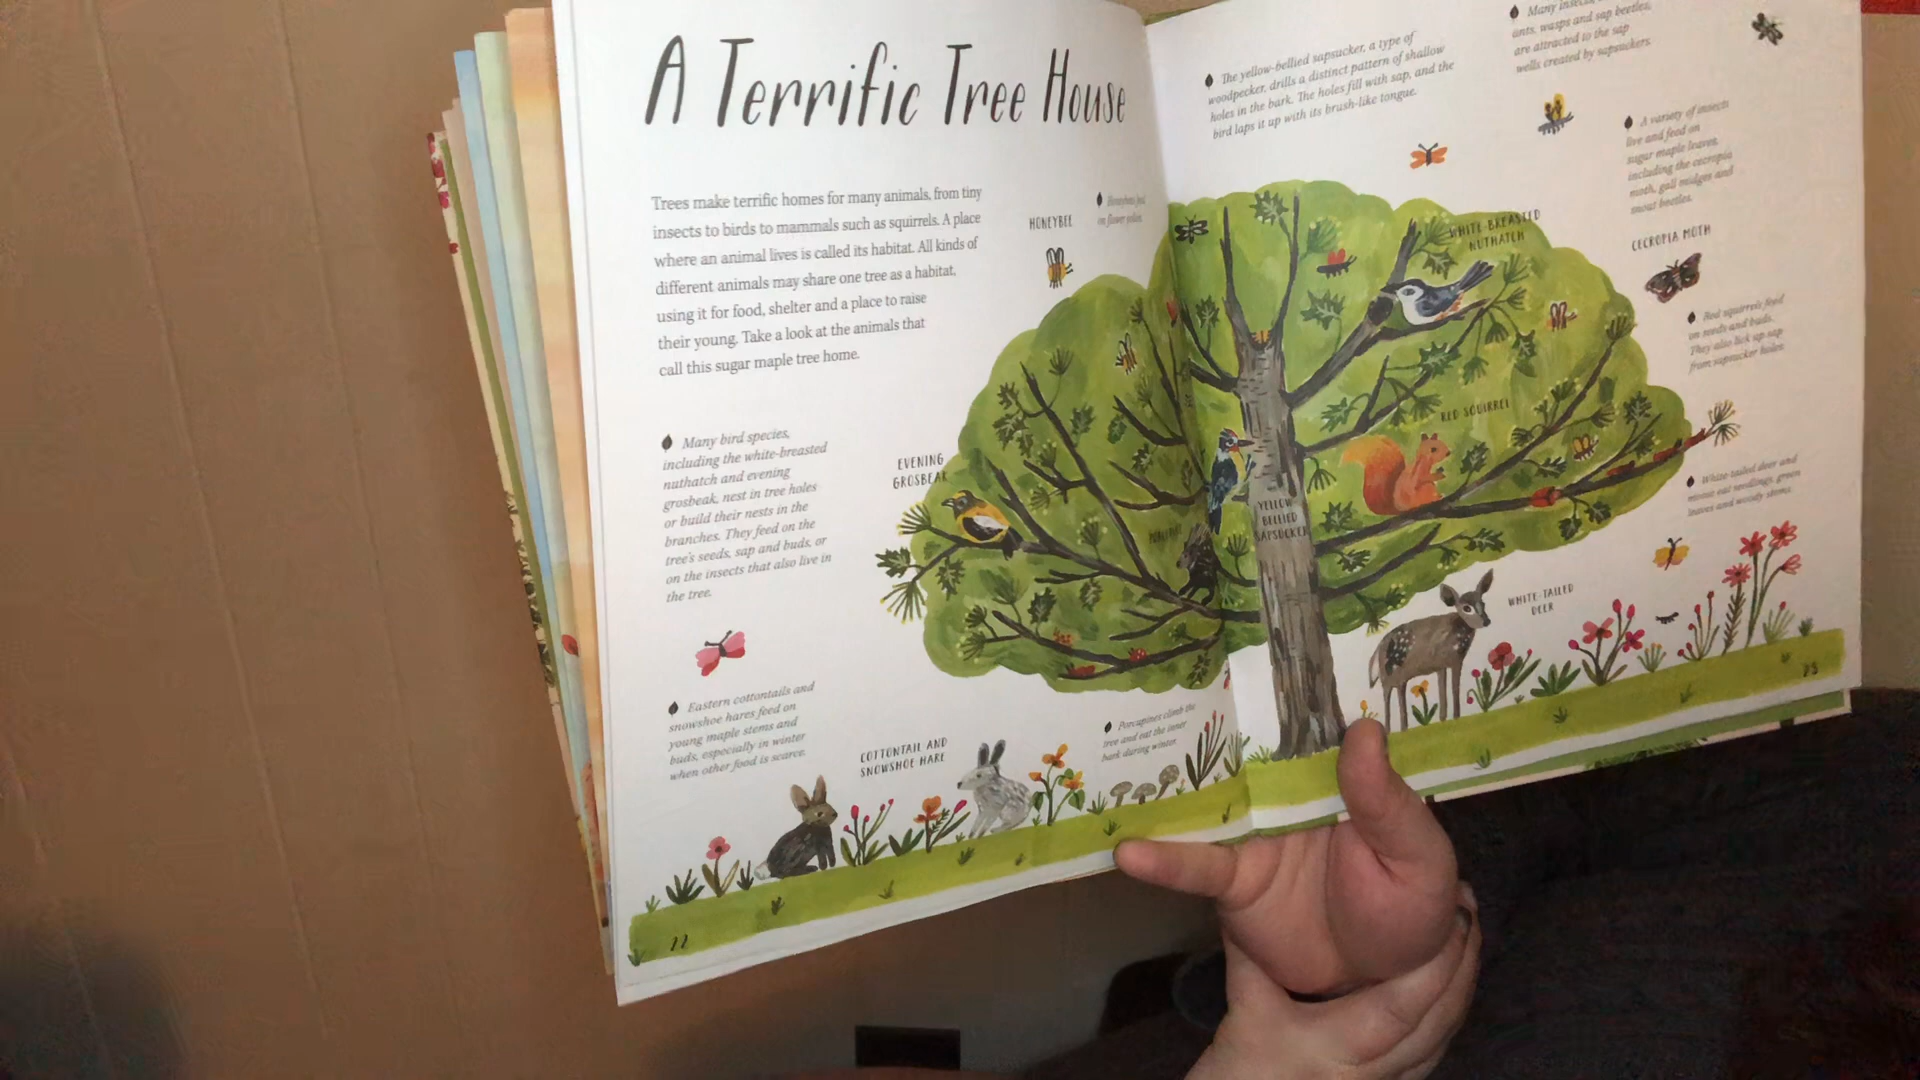 A Terrific Tree House
Trees make terrific homes for many animals, from tiny
insects to birds to mammals such as squirrels. A place
where an animal lives is called its habitat. All kinds of
different animals may share one tree as a habitat,
using it for food, shelter and a place to raise
their young. Take a look at the animals that
call this sugar maple tree home.
Many bird species,
including the white-breasted
nuthatch and evening
grosbeak, nest in tree holes
or build their nests in the
branches. They feed on the
tree's seeds, sap and buds, or
on the insects that also live in
the tree.
Eastern cottontails and
snowshoe hares feed on
young maple stems and
buds, especially in winter
when other food is scarce.
HONEYBEE
Honeybees feed
on flower
EVENING
GROSBEAK
COTTONTAIL AND
SNOWSHOE HARE
Porcupines climb the
tree and eat the inner
bark during winter.
22
The yellow-bellied sapsucker, a type of
woodpecker, drills a distinct pattern of shallow
holes in the bark. The holes fill with sap, and the
bird laps it up with its brush-like tongue.
Many
ants, wasps and sap beetles,
are attracted to the sap
wells created by sapsuckers.
A variety of insects
live and feed on
sugar maple leaves,
including the cecropia
moth, gall midges and
snout beetles.
CECROPIA MOTH
WHITE-BREASTED
NUTHATCH
Red squirrels feed
on seeds and buds.
They also lick up sap
from sapsucker holes.
RED SQUIRREL
YELLOW-
BELLIED
SAPSUCKER
White-tailed deer and
moose eat seedlings, green
leaves and woody stems.
WHITE-TAILED
DEER
23